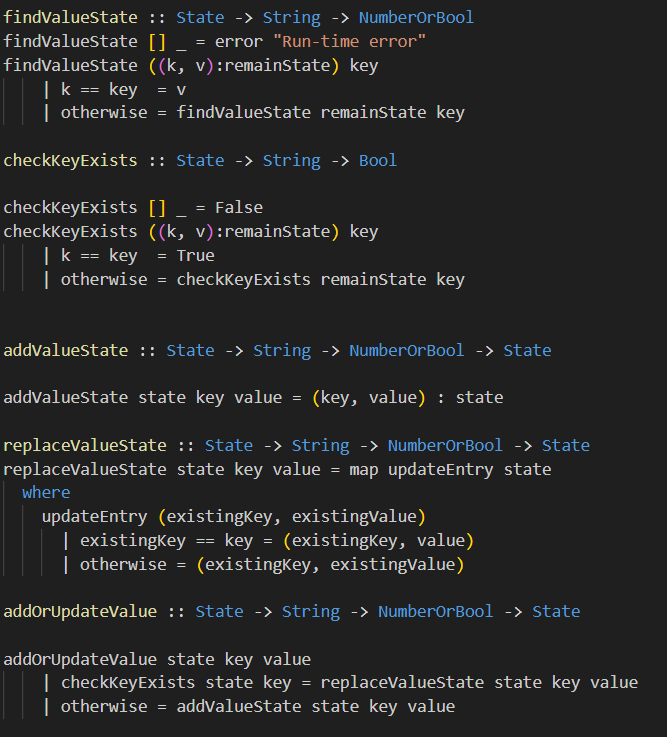 findValueState :: State -> String -> NumberOrBool
findValueState [] _ = error "Run-time error"
findValueState ((k, v):remainState) key
    | k == key  = v
    | otherwise = findValueState remainState key

checkKeyExists :: State -> String -> Bool

checkKeyExists [] _ = False
checkKeyExists ((k, v):remainState) key
    | k == key  = True
    | otherwise = checkKeyExists remainState key


addValueState :: State -> String -> NumberOrBool -> State

addValueState state key value = (key, value) : state

replaceValueState :: State -> String -> NumberOrBool -> State
replaceValueState state key value = map updateEntry state
  where
    updateEntry (existingKey, existingValue)
      | existingKey == key = (existingKey, value)
      | otherwise = (existingKey, existingValue)

addOrUpdateValue :: State -> String -> NumberOrBool -> State

addOrUpdateValue state key value
    | checkKeyExists state key = replaceValueState state key value
    | otherwise = addValueState state key value